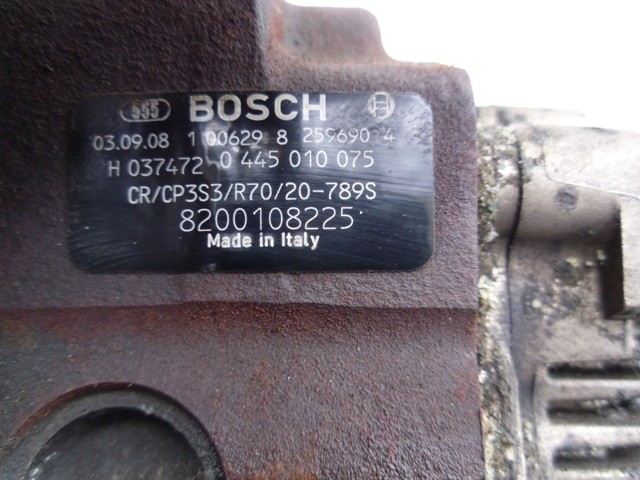 555 BOSCH
03.09.08 1 00629 8 259690 4
H 037472 0 445 010 075
CR/CP3S3/R70/20-789S
8200108225
Made in Italy